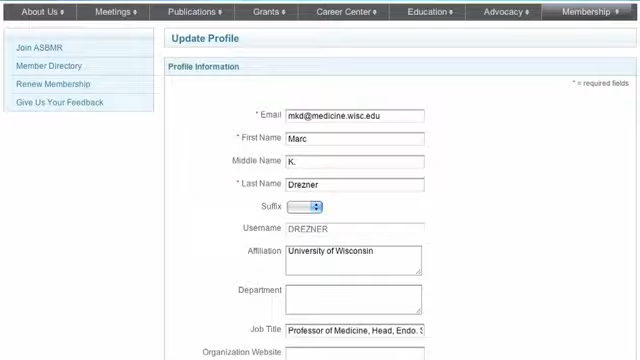 About Us Meetings Publications Grants Career Center Education Advocacy Membership
Join ASBMR
Member Directory
Renew Membership
Give Us Your Feedback
Update Profile
Profile Information
* = required fields
* Email mkd@medicine.wisc.edu
* First Name Marc
Middle Name K.
* Last Name Drezner
Suffix
Username DREZNER
Affiliation University of Wisconsin
Department
Job Title Professor of Medicine, Head, Endo. S
Organization Website